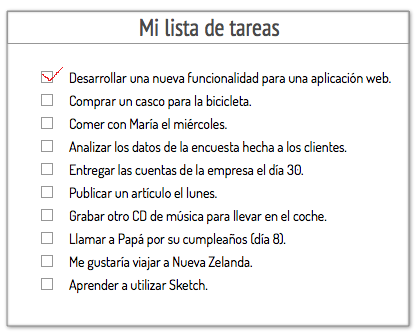 Mi lista de tareas
Desarrollar una nueva funcionalidad para una aplicación web.
Comprar un casco para la bicicleta.
Comer con María el miércoles.
Analizar los datos de la encuesta hecha a los clientes.
Entregar las cuentas de la empresa el día 30.
Publicar un artículo el lunes.
Grabar otro CD de música para llevar en el coche.
Llamar a Papá por su cumpleaños (día 8).
Me gustaría viajar a Nueva Zelanda.
Aprender a utilizar Sketch.